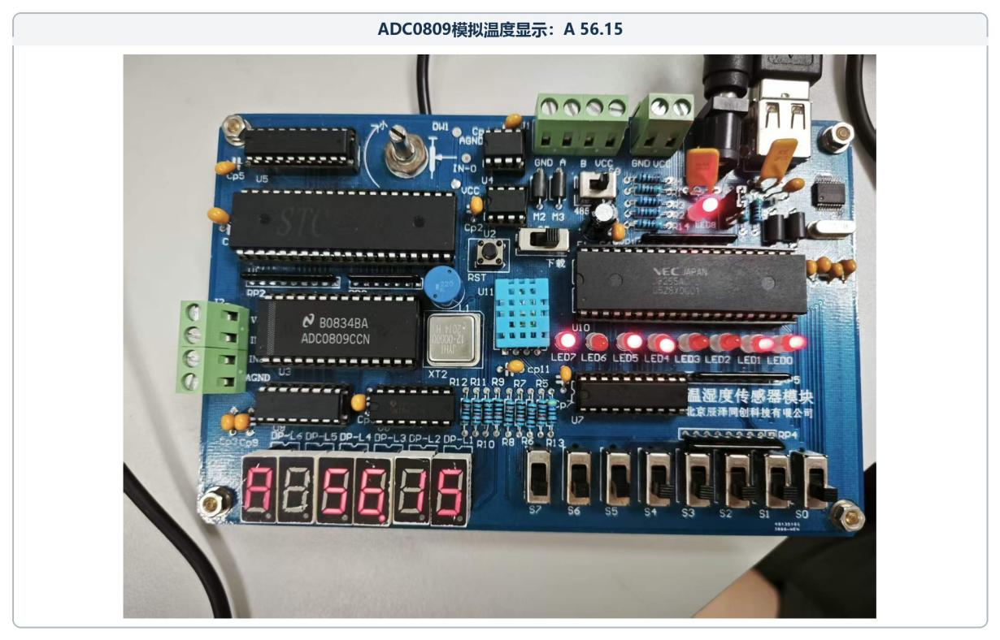 ADC0809模拟温度显示：A 56.15
小
DW1
AGND
IN-0
GND A B VCC
GND VCC
Cp5
U5
U4
VCC
485
M2 M3
LED8
STC
Cp2
U2
RST
下载
NEC JAPAN
RP2
U11
L1
220
U10
B0834BA
ADC0809CCN
LED7 LED6 LED5 LED4 LED3 LED2 LED1 LED0
XT2
U3
AGND
cp11
R12 R11 R9 R7 R5
RP5
温湿度传感器模块
北京辰泽同创科技有限公司
U7
Cp9
R10 R8 R6 R13
RP4
DP-L6 DP-L5 DP-L4 DP-L3 DP-L2 DP-L1
A 56.15
S7 S6 S5 S4 S3 S2 S1 S0